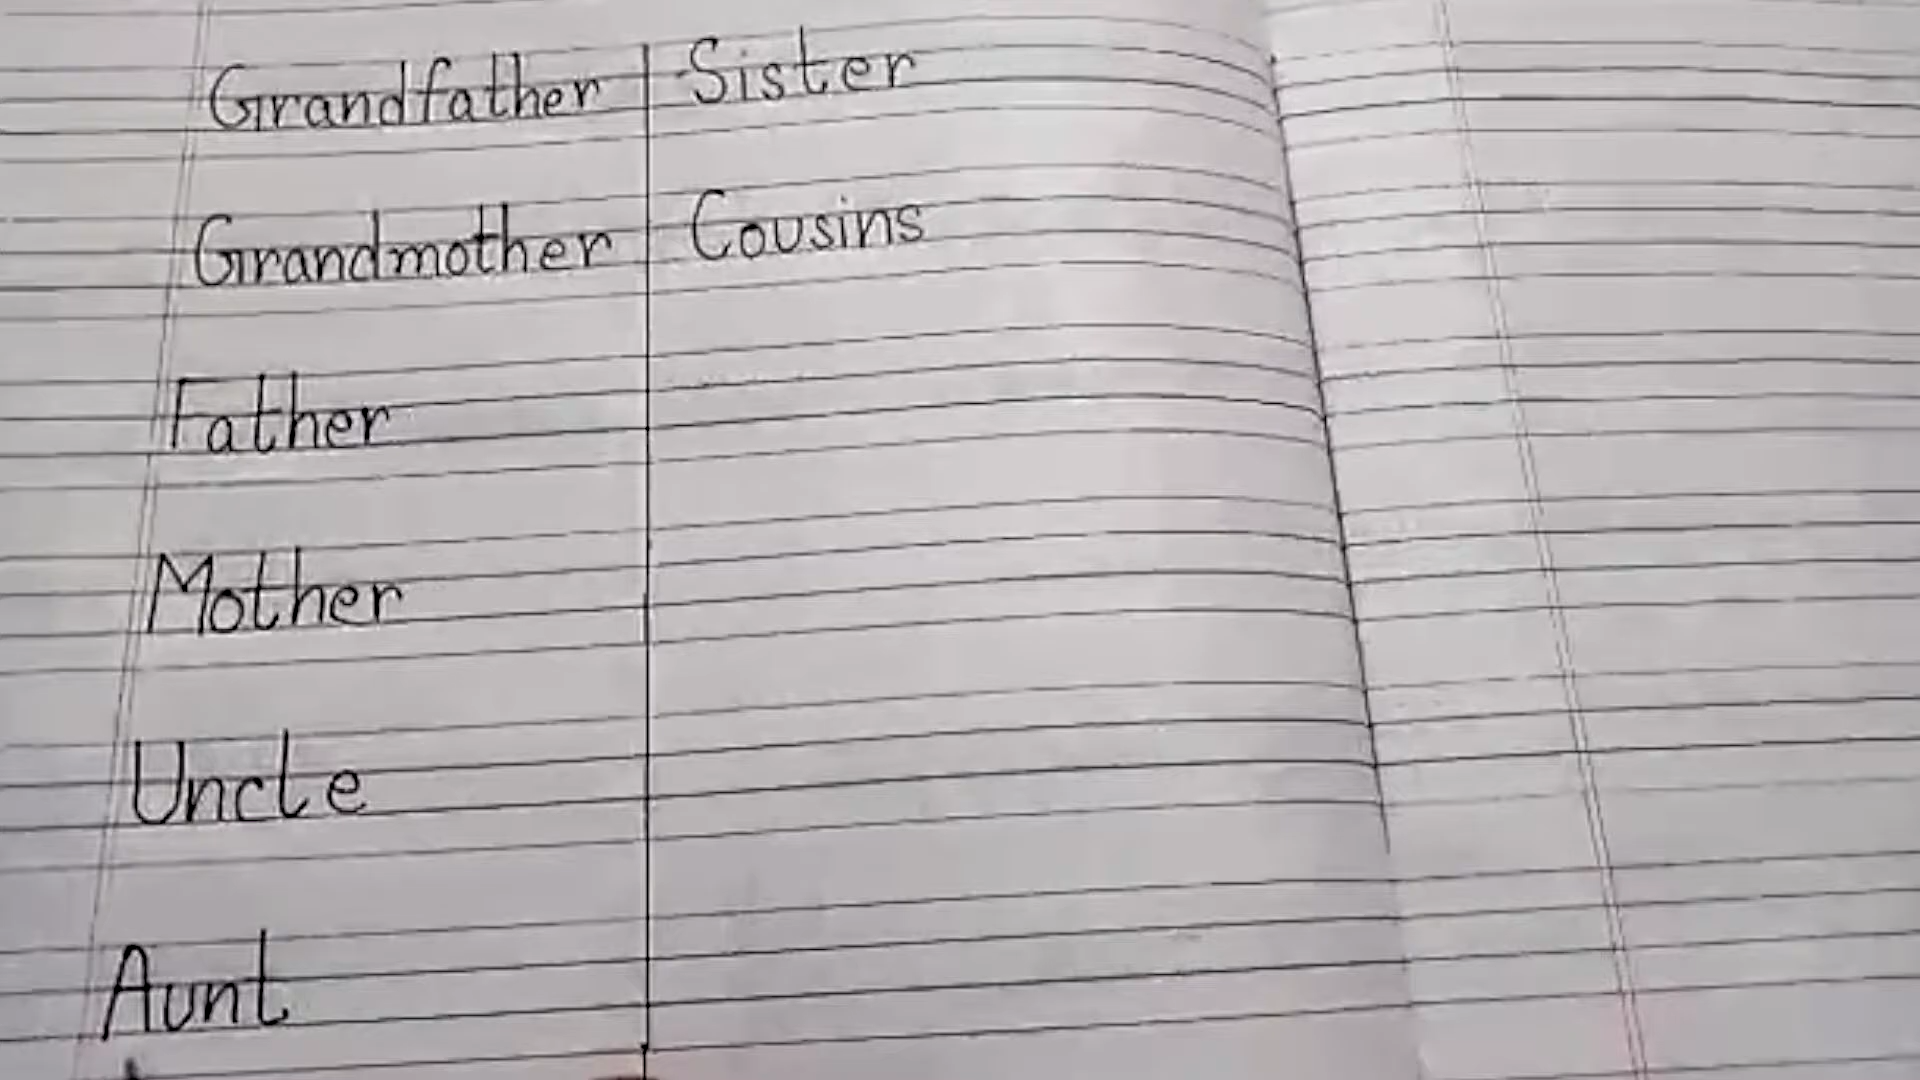 Grandfather
Grandmother
Father
Mother
Uncle
Aunt
Sister
Cousins